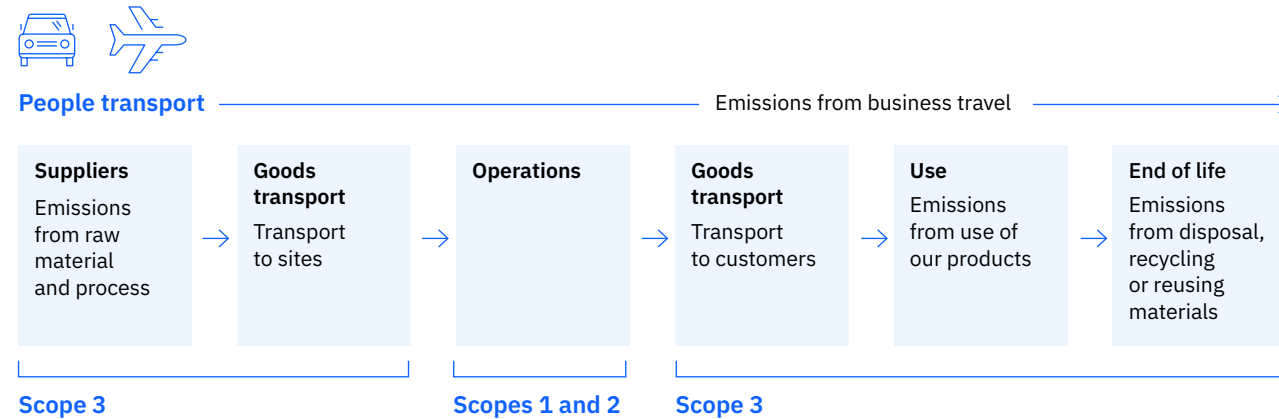 People transport
Emissions from business travel
Suppliers
Emissions
from raw
material
and process
Goods
transport
Transport
to sites
Operations
Goods
transport
Transport
to customers
Use
Emissions
from use of
our products
End of life
Emissions
from disposal,
recycling
or reusing
materials
Scope 3
Scopes 1 and 2
Scope 3